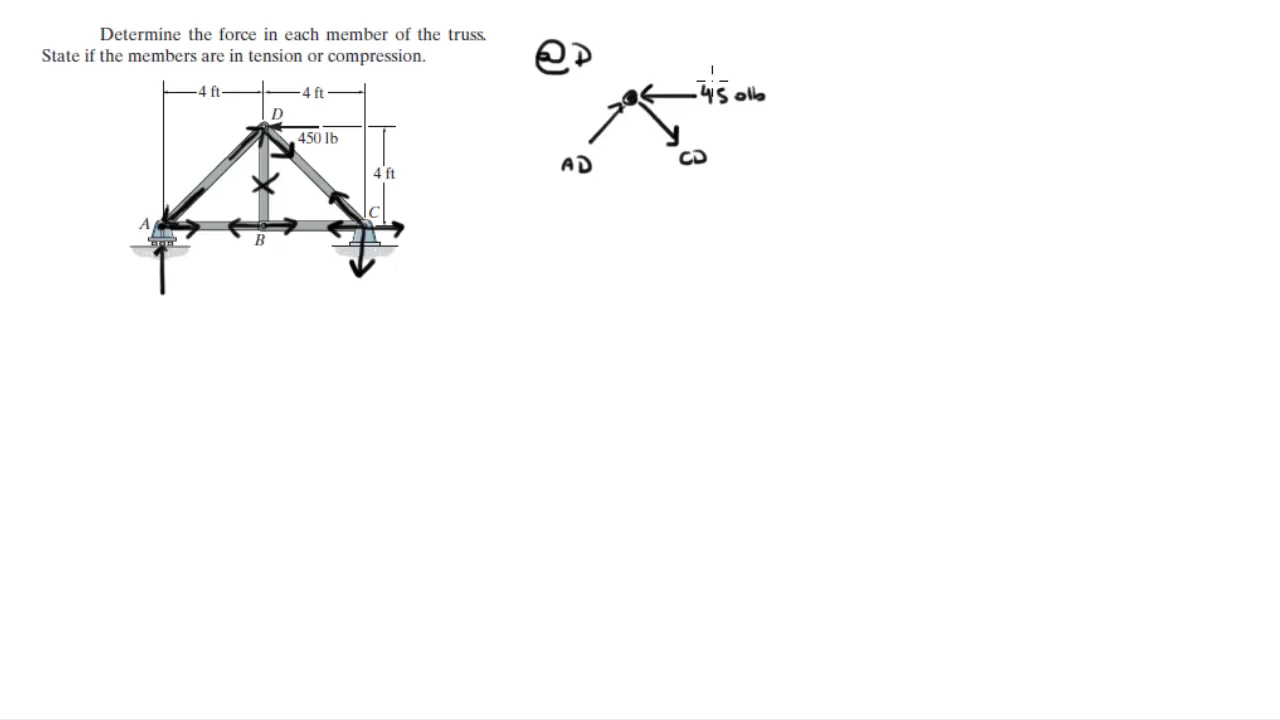 Determine the force in each member of the truss.
State if the members are in tension or compression.
4 ft
4 ft
D
450 lb
4 ft
A
C
B
@D
450lb
AD
CD